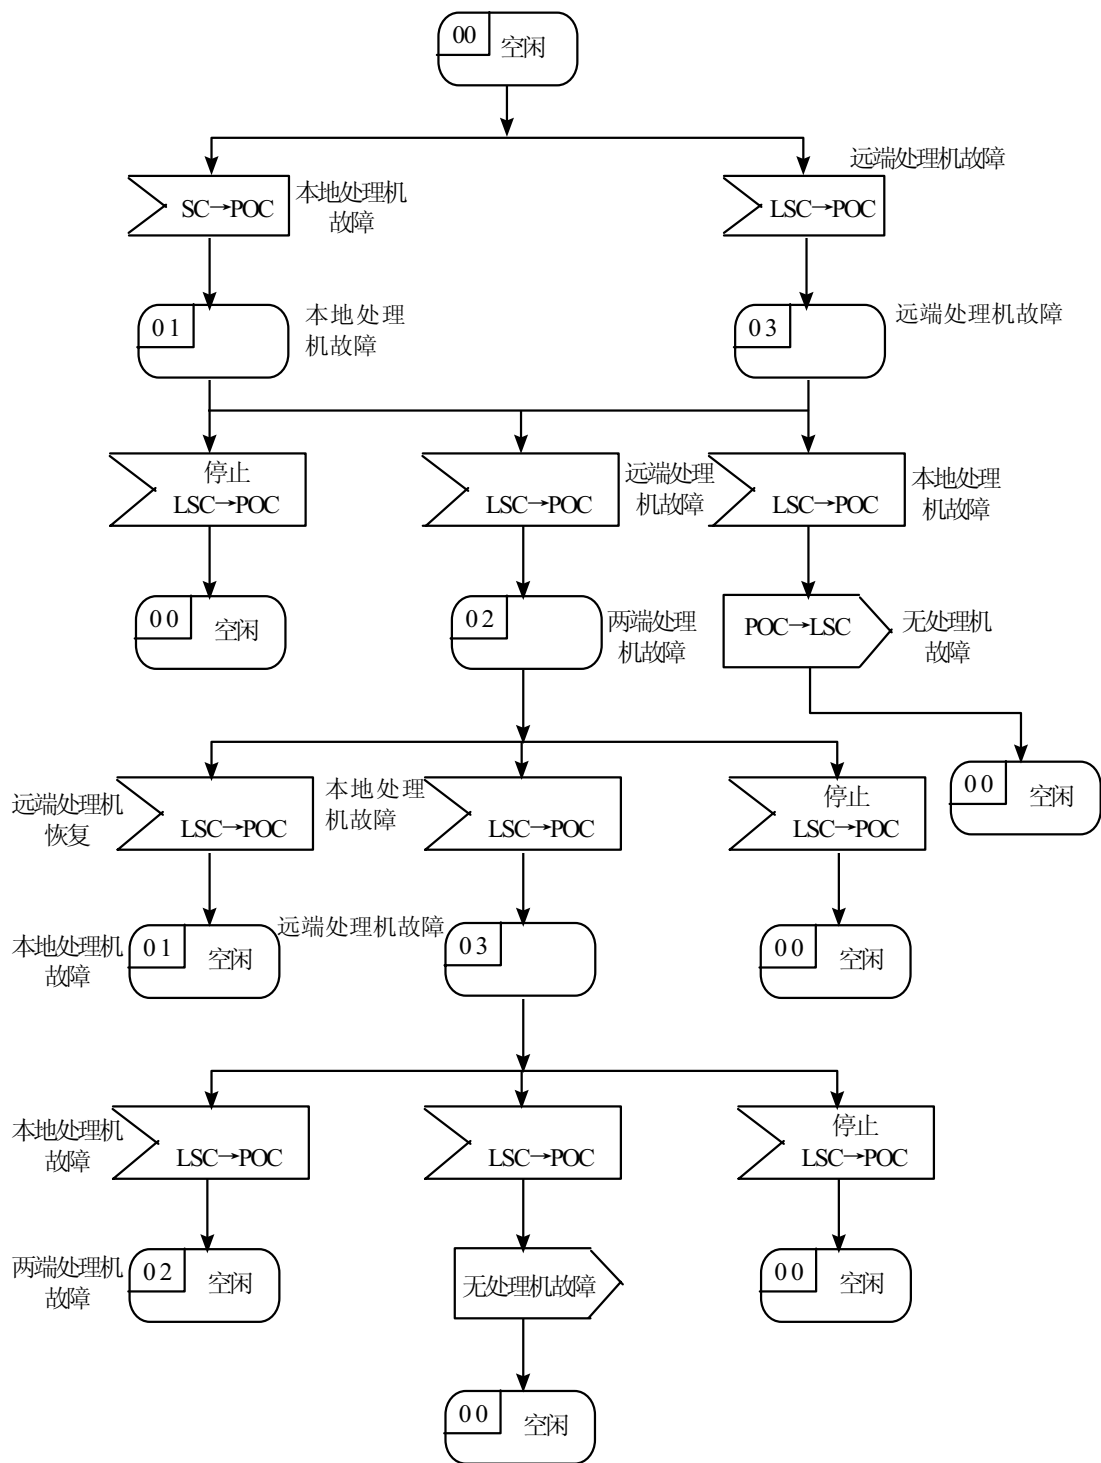 00
空闲
远端处理机故障
SC→POC
本地处理机
故障
LSC→POC
01
本地处理
机故障
03
远端处理机故障
停止
LSC→POC
LSC→POC
远端处理
机故障
LSC→POC
本地处理
机故障
00
空闲
02
两端处理
机故障
POC→LSC
无处理机
故障
00
空闲
远端处理机
恢复
LSC→POC
本地处理
机故障
LSC→POC
停止
LSC→POC
本地处理机
故障
01
空闲
远端处理机故障
03
00
空闲
本地处理机
故障
LSC→POC
LSC→POC
停止
LSC→POC
两端处理机
故障
02
空闲
无处理机故障
00
空闲
00
空闲